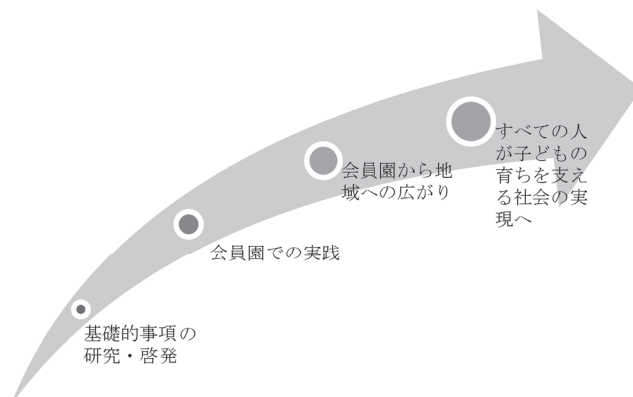 すべての人
が子どもの
育ちを支え
る社会の実
現へ
会員園から地
域への広がり
会員園での実践
基礎的事項の
研究・啓発